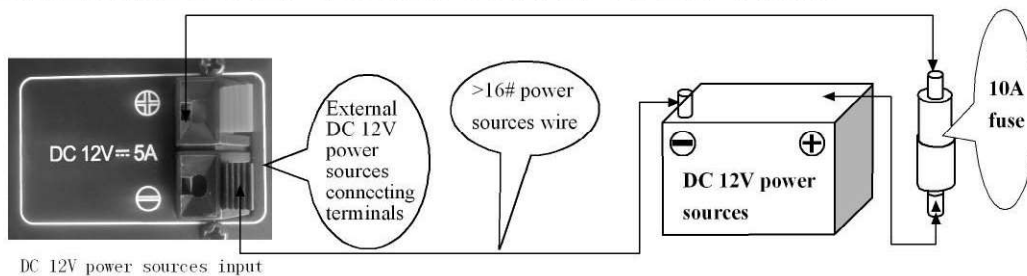 ⊕
DC 12V⎓5A
⊖
External
DC 12V
power
sources
connecting
terminals
>16# power
sources wire
⊖ ⊕
DC 12V power
sources
10A
fuse
DC 12V power sources input